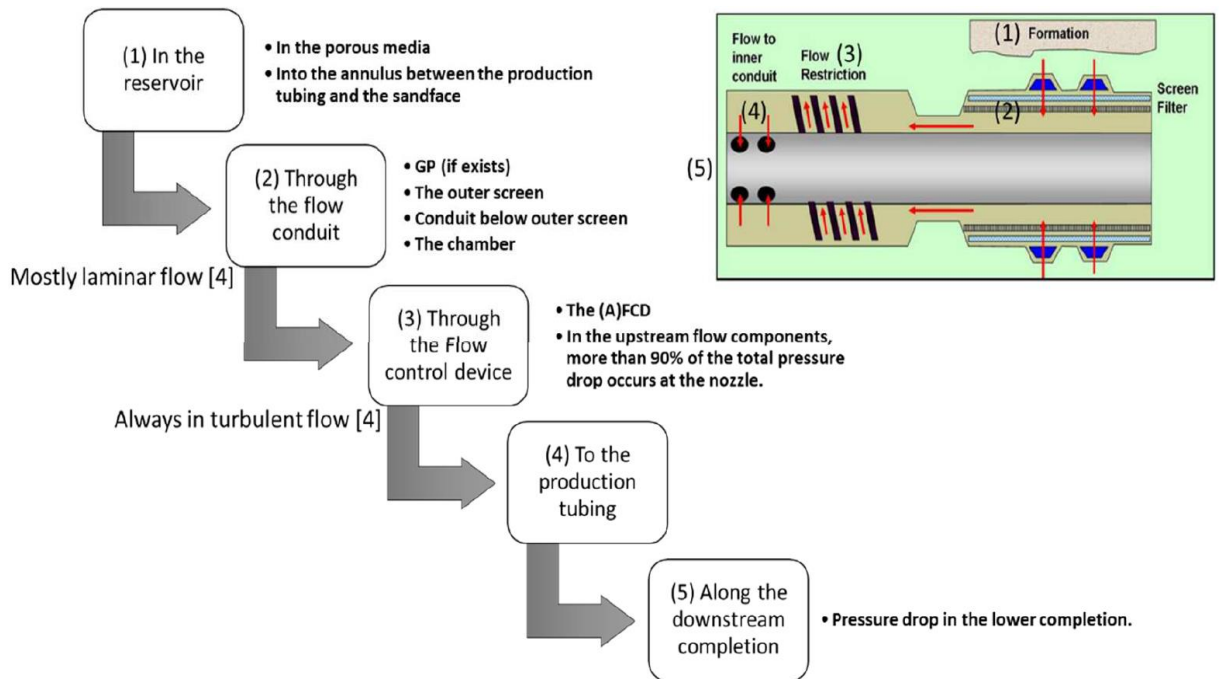 (1) In the
reservoir
• In the porous media
• Into the annulus between the production
tubing and the sandface
(2) Through
the flow
conduit
• GP (if exists)
• The outer screen
• Conduit below outer screen
• The chamber
Mostly laminar flow [4]
(3) Through
the Flow
control device
• The (A)FCD
• In the upstream flow components,
more than 90% of the total pressure
drop occurs at the nozzle.
Always in turbulent flow [4]
(4) To the
production
tubing
(5) Along the
downstream
completion
• Pressure drop in the lower completion.
(1) Formation
Flow to
inner
conduit
Flow (3)
Restriction
Screen
Filter
(4)
(2)
(5)